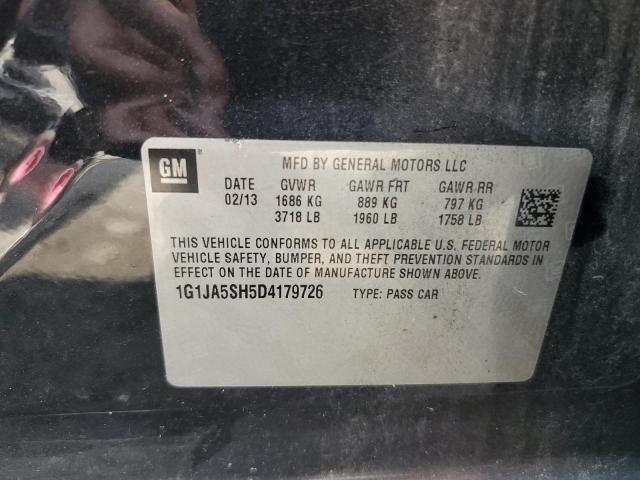 GM
MFD BY GENERAL MOTORS LLC
DATE GVWR GAWR FRT GAWR RR
02/13 1686 KG 889 KG 797 KG
3718 LB 1960 LB 1758 LB
THIS VEHICLE CONFORMS TO ALL APPLICABLE U.S. FEDERAL MOTOR
VEHICLE SAFETY, BUMPER, AND THEFT PREVENTION STANDARDS
IN EFFECT ON THE DATE OF MANUFACTURE SHOWN ABOVE.
1G1JA5SH5D4179726 TYPE: PASS CAR